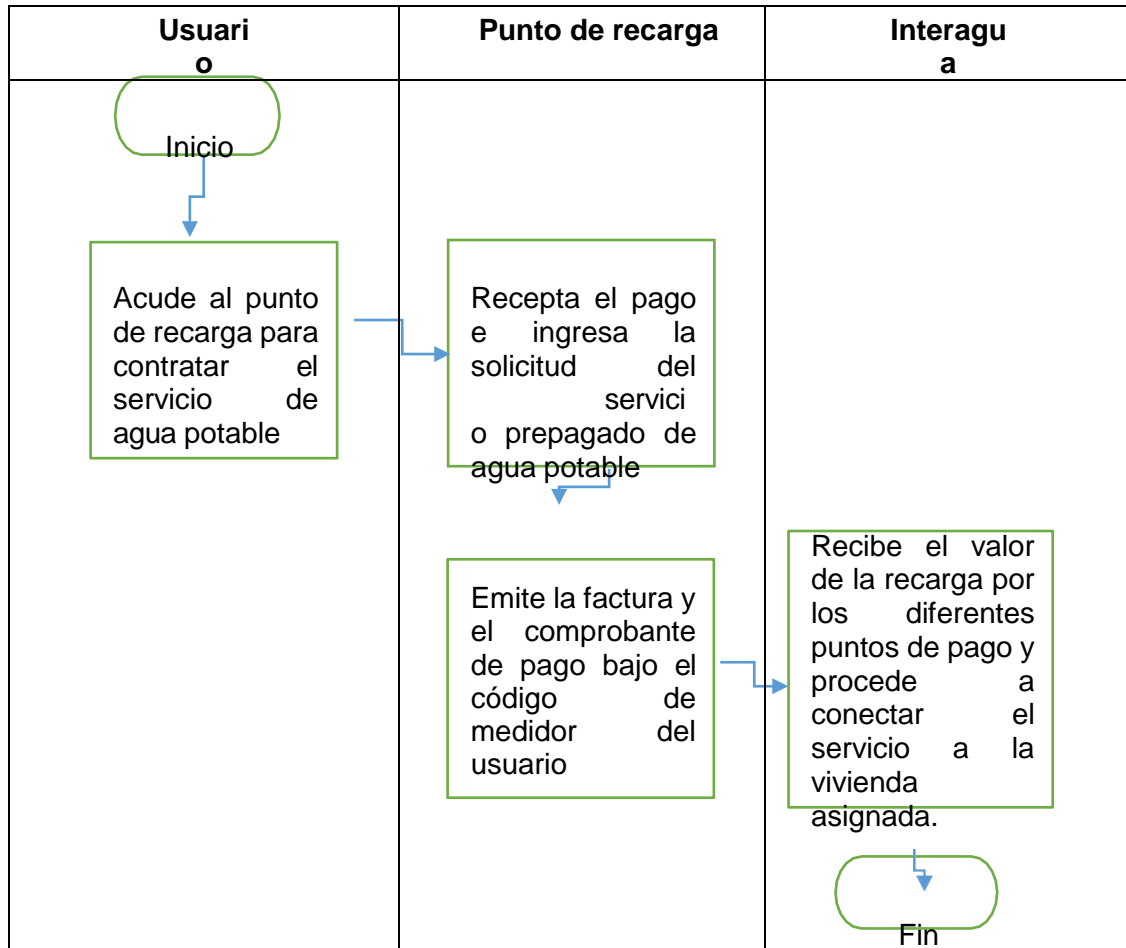 Usuari
o
Punto de recarga
Interagu
a
Inicio
Acude al punto
de recarga para
contratar el
servicio de
agua potable
Recepta el pago
e ingresa la
solicitud del
servici
o prepagado de
agua potable
Emite la factura y
el comprobante
de pago bajo el
código de
medidor del
usuario
Recibe el valor
de la recarga por
los diferentes
puntos de pago y
procede a
conectar el
servicio a la
vivienda
asignada.
Fin